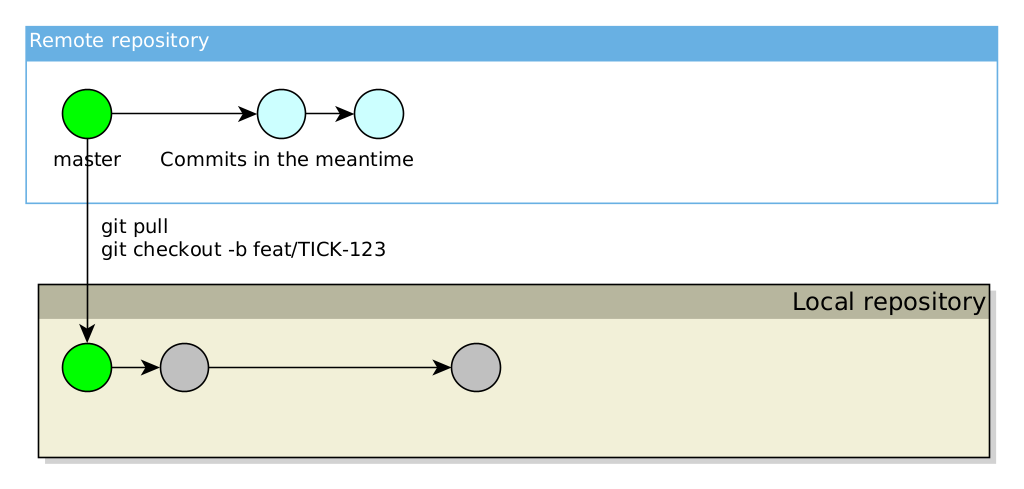 Remote repository
master
Commits in the meantime
git pull
git checkout -b feat/TICK-123
Local repository